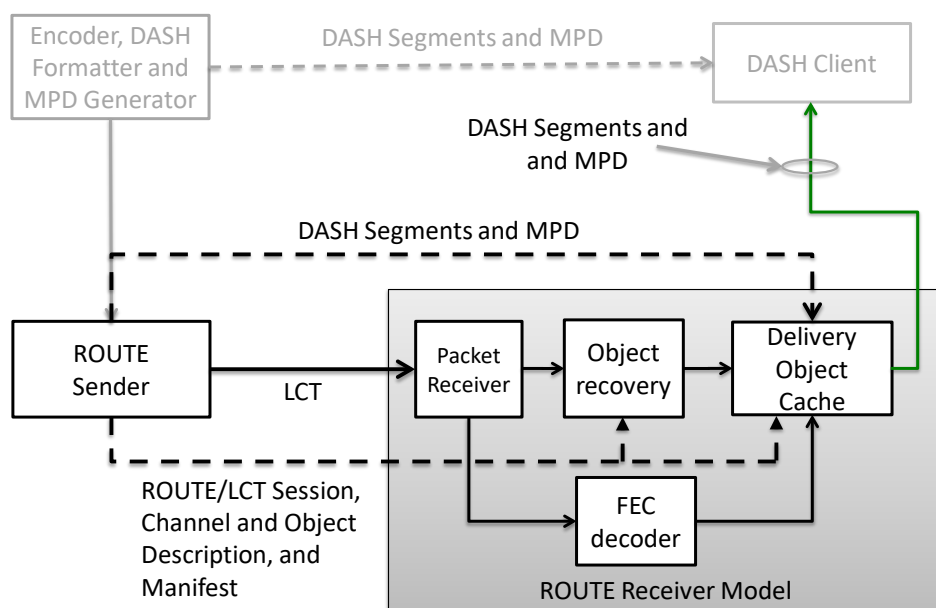 Encoder, DASH
Formatter and
MPD Generator
DASH Segments and MPD
DASH Client
DASH Segments and
and MPD
DASH Segments and MPD
ROUTE
Sender
LCT
Packet
Receiver
Object
recovery
Delivery
Object
Cache
ROUTE/LCT Session,
Channel and Object
Description, and
Manifest
FEC
decoder
ROUTE Receiver Model